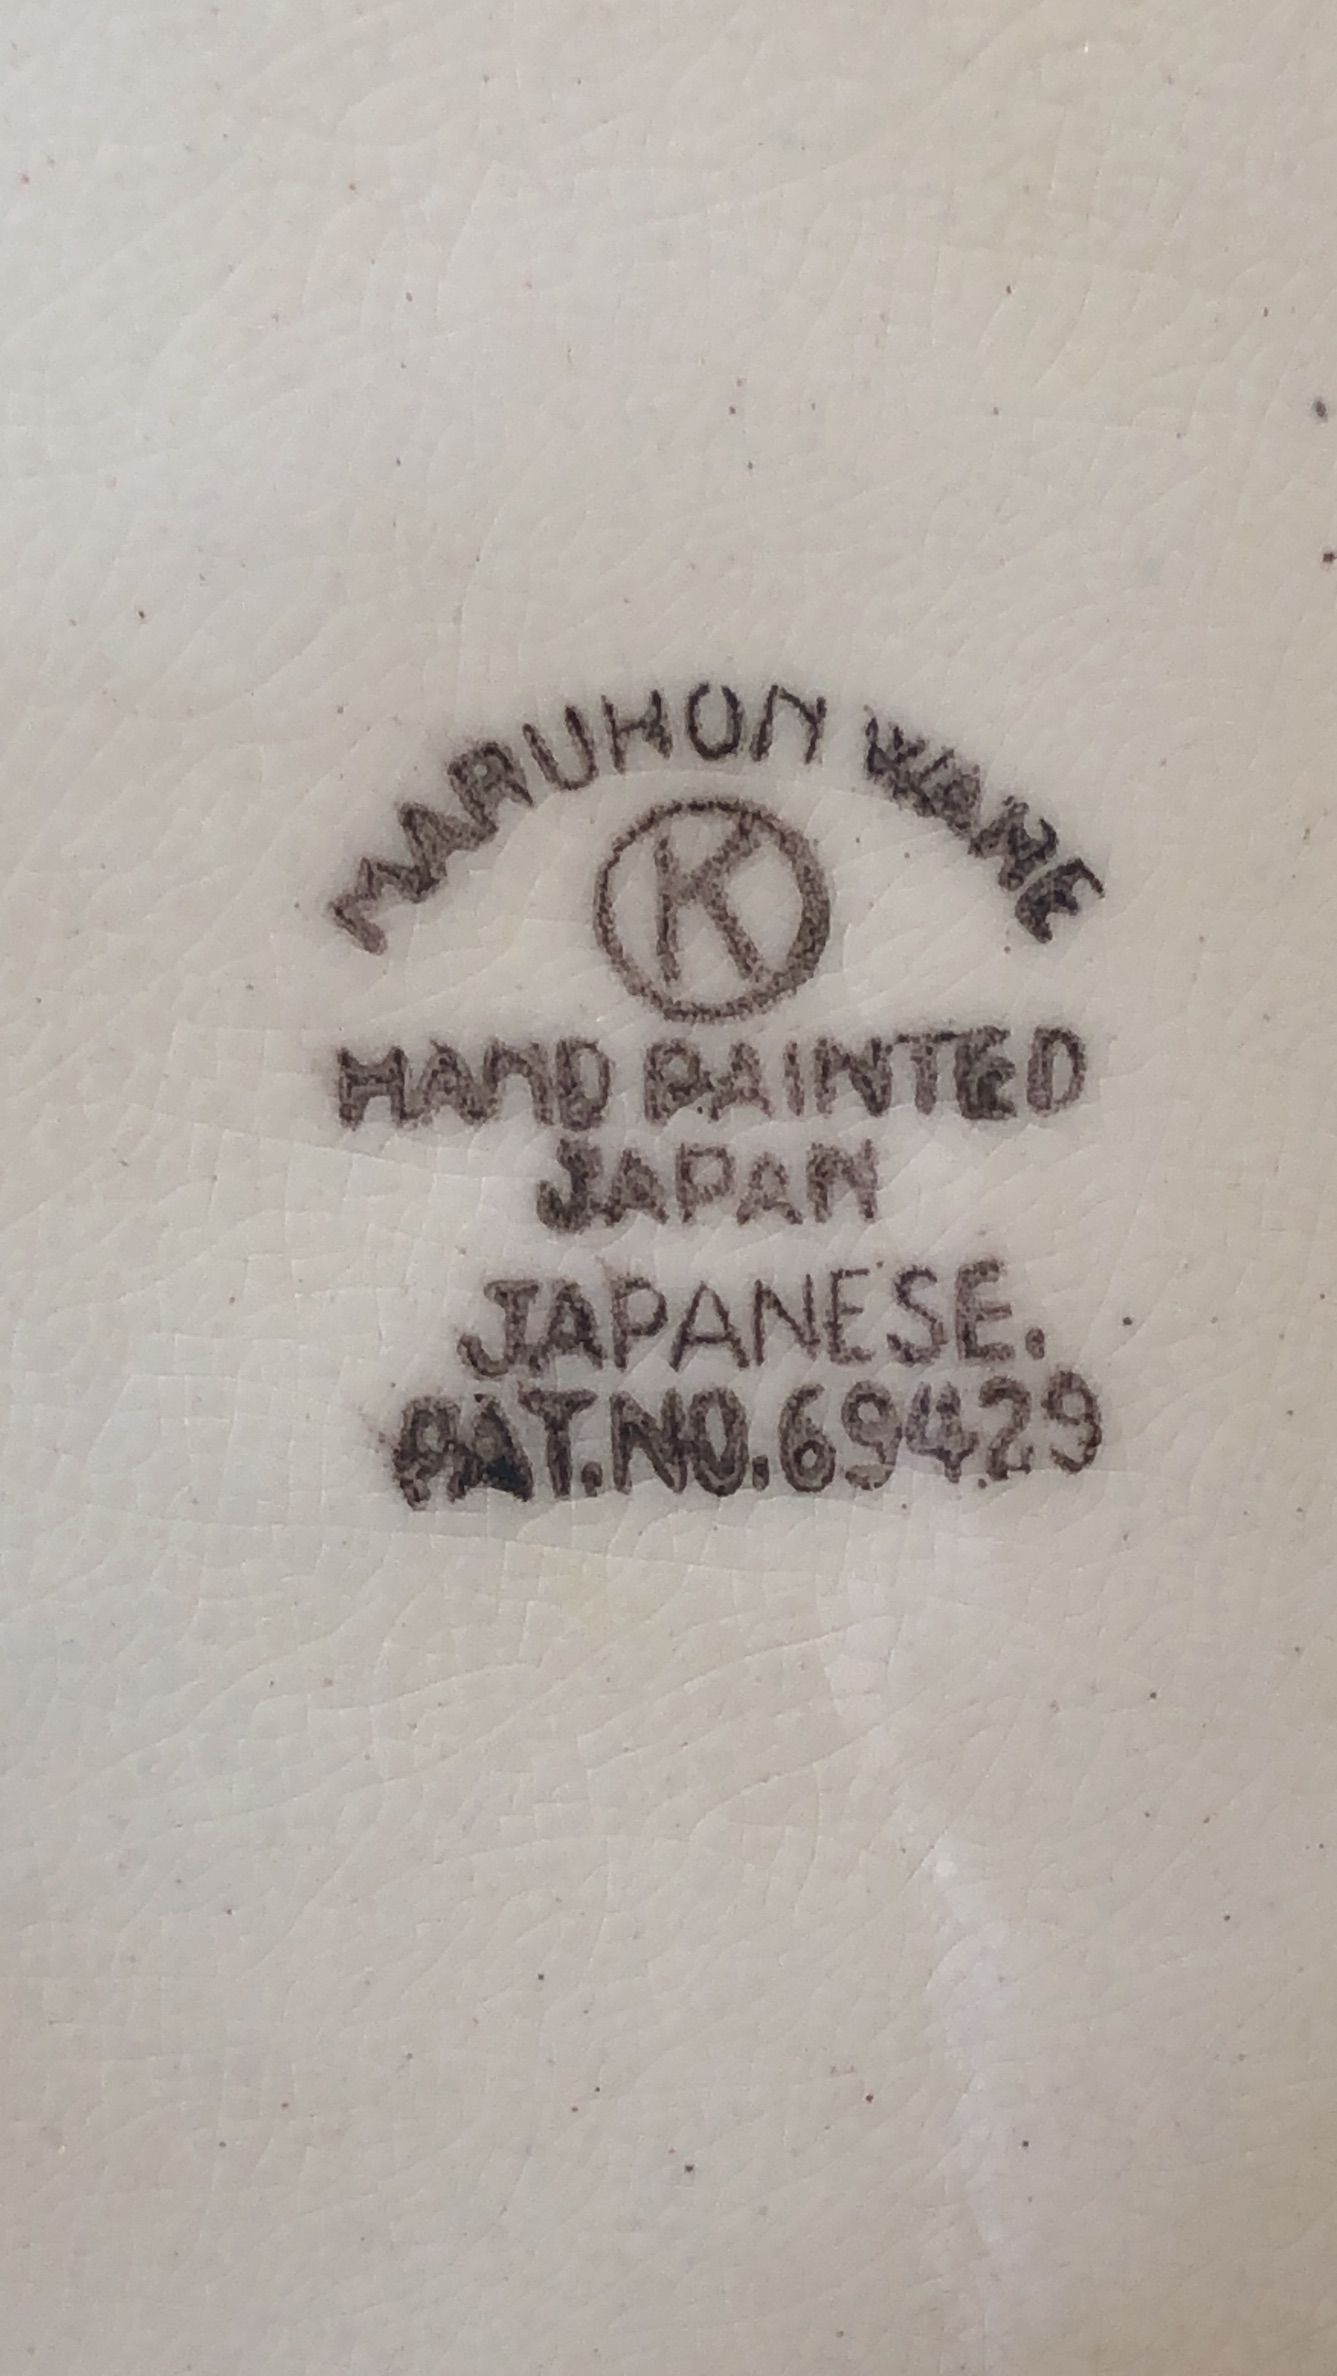 MARUHON WARE
K
HAND PAINTED
JAPAN
JAPANESE.
PAT.NO.69429